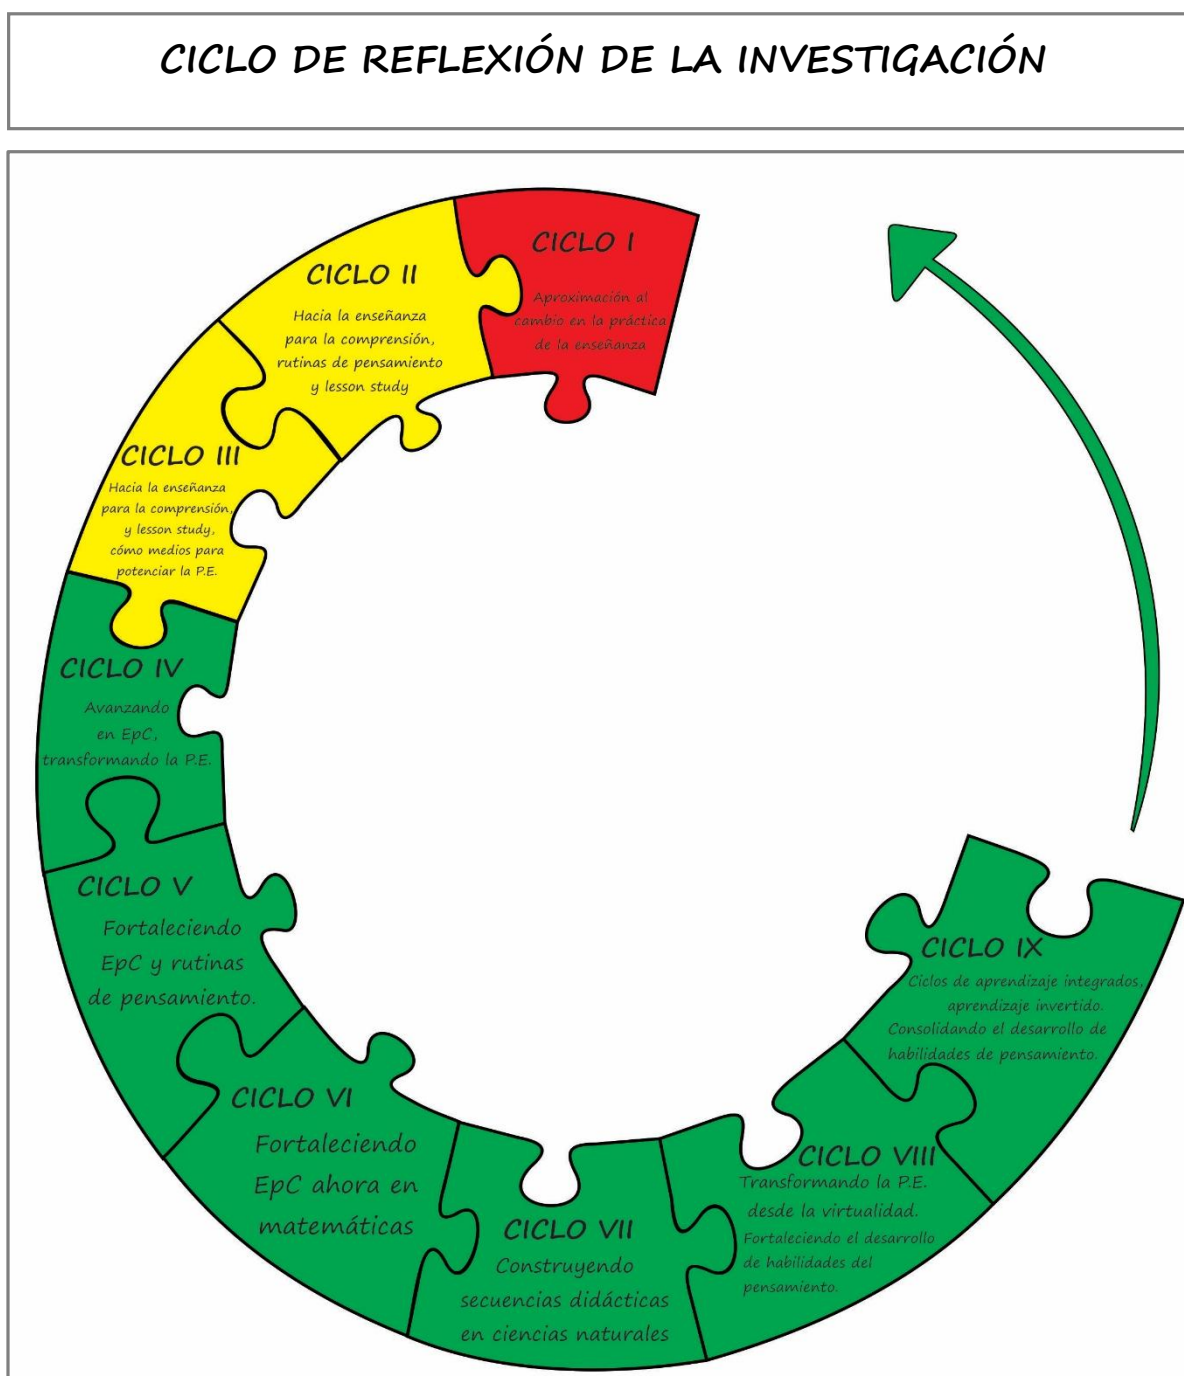 CICLO DE REFLEXIÓN DE LA INVESTIGACIÓN
CICLO I
Aproximación al
cambio en la práctica
de la enseñanza
CICLO II
Hacia la enseñanza
para la comprensión,
rutinas de pensamiento
y lesson study
CICLO III
Hacia la enseñanza
para la comprensión,
y lesson study,
cómo medios para
potenciar la P.E.
CICLO IV
Avanzando
en EpC,
transformando la P.E.
CICLO V
Fortaleciendo
EpC y rutinas
de pensamiento.
CICLO VI
Fortaleciendo
EpC ahora en
matemáticas
CICLO VII
Construyendo
secuencias didácticas
en ciencias naturales
CICLO VIII
Transformando la P.E.
desde la virtualidad.
Fortaleciendo el desarrollo
de habilidades del
pensamiento.
CICLO IX
Ciclos de aprendizaje integrados,
aprendizaje invertido.
Consolidando el desarrollo de
habilidades de pensamiento.